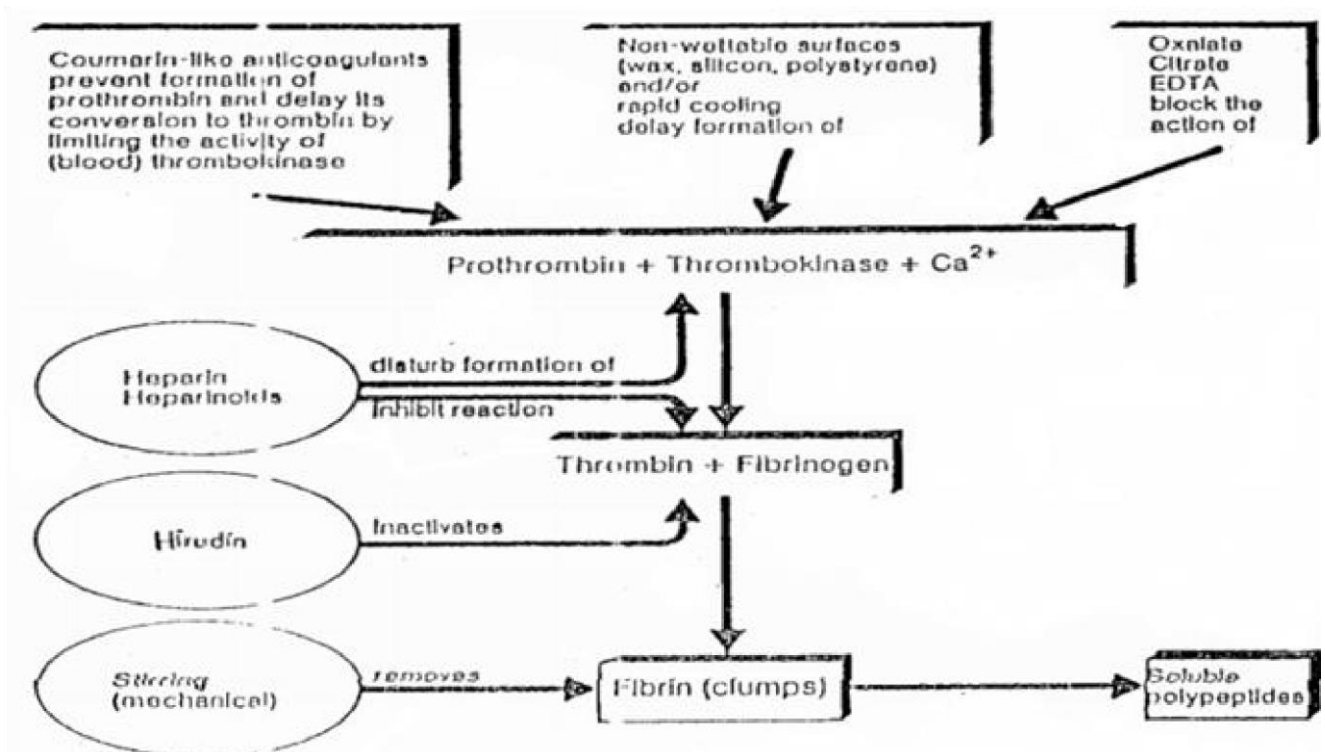 Coumarin-like anticoagulants
prevent formation of
prothrombin and delay its
conversion to thrombin by
limiting the activity of
(blood) thrombokinase
Non-wettable surfaces
(wax, silicon, polystyrene)
and/or
rapid cooling
delay formation of
Oxalate
Citrate
EDTA
block the
action of
Prothrombin + Thrombokinase + Ca²⁺
Heparin
Heparinoids
disturb formation of
Inhibit reaction
Thrombin + Fibrinogen
Hirudin
Inactivates
Stirring
(mechanical)
removes
Fibrin (clumps)
Soluble
polypeptides